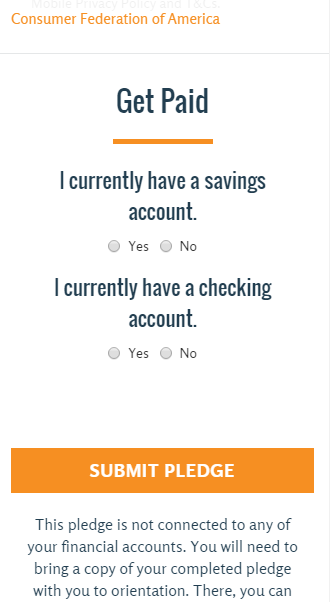 Mobile Privacy Policy and T&Cs.
Consumer Federation of America
Get Paid
I currently have a savings
account.
Yes No
I currently have a checking
account.
Yes No
SUBMIT PLEDGE
This pledge is not connected to any of
your financial accounts. You will need to
bring a copy of your completed pledge
with you to orientation. There, you can